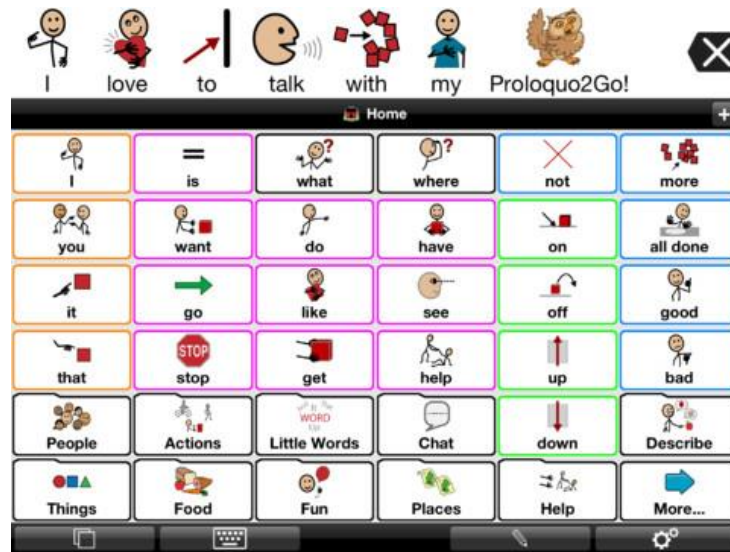 I love to talk with my Proloquo2Go!
Home
I is what where not more
you want do have on all done
it go like see off good
STOP
that stop get help up bad
WORD
People Actions Little Words Chat down Describe
Things Food Fun Places Help More...